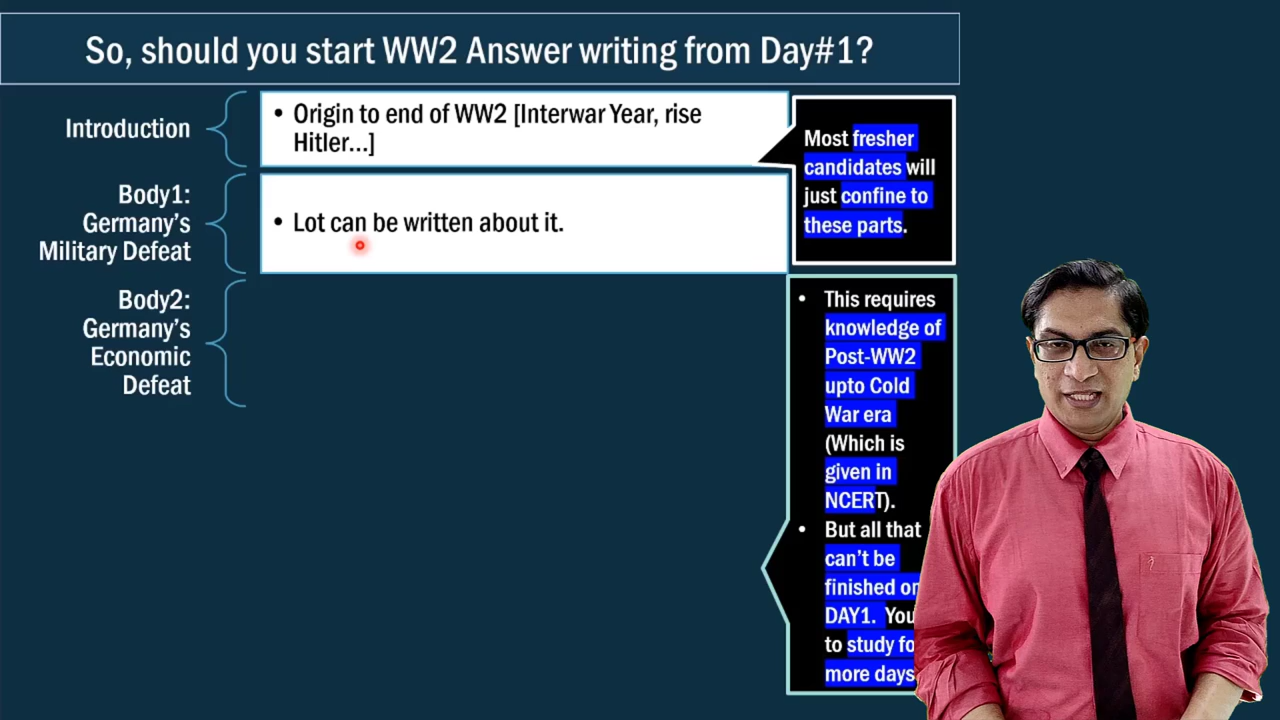 So, should you start WW2 Answer writing from Day#1?
Introduction
• Origin to end of WW2 [Interwar Year, rise
Hitler...]
Most fresher
candidates will
just confine to
these parts.
Body1:
Germany's
Military Defeat
• Lot can be written about it.
Body2:
Germany's
Economic
Defeat
• This requires
knowledge of
Post-WW2
upto Cold
War era
(Which is
given in
NCERT).
• But all that
can't be
finished on
DAY1. You
to study
more days